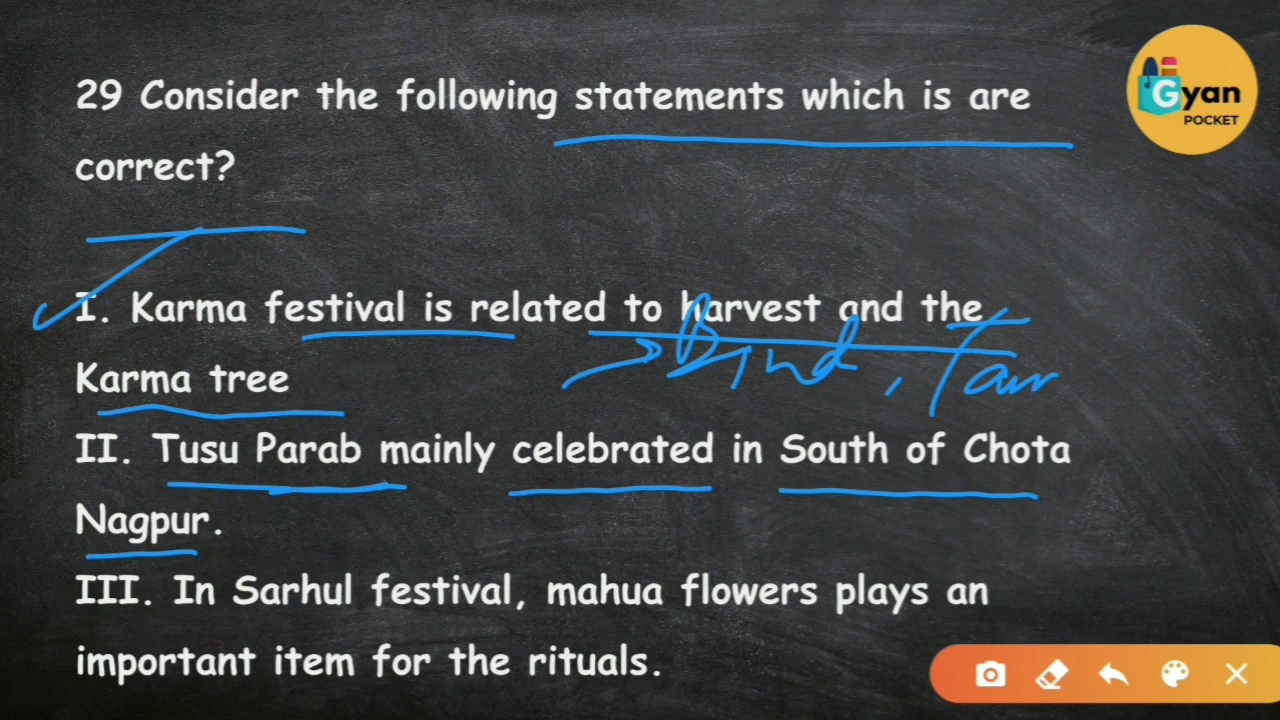 29 Consider the following statements which is are
correct?
Gyan
POCKET
I. Karma festival is related to harvest and the
Karma tree
II. Tusu Parab mainly celebrated in South of Chota
Nagpur.
III. In Sarhul festival, mahua flowers plays an
important item for the rituals.